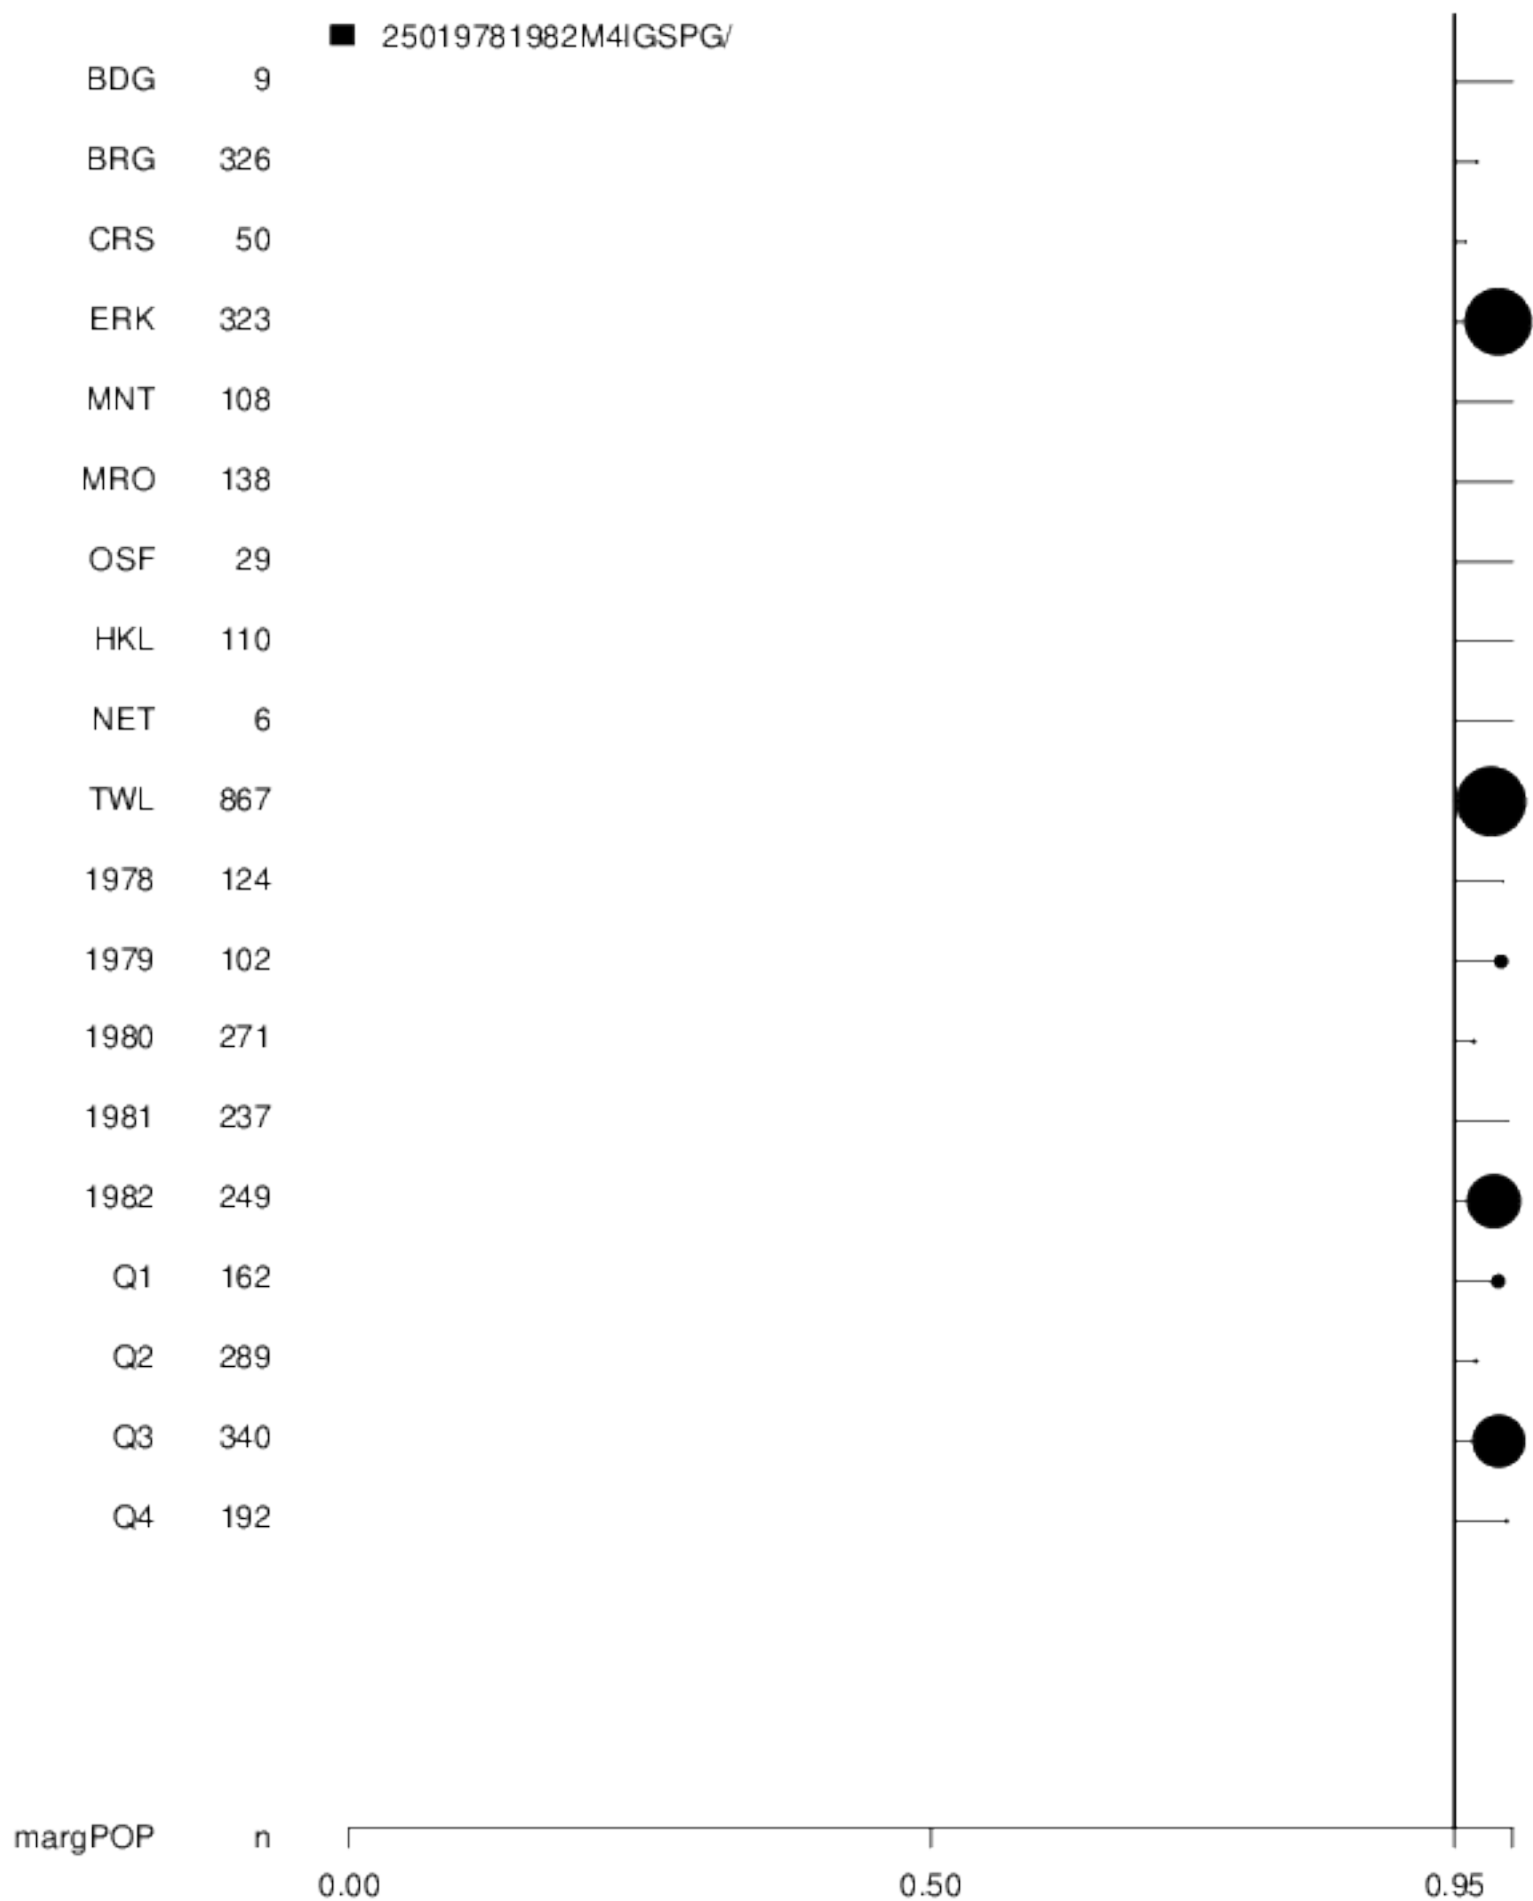 25019781982M4IGSPG/
BDG 9
BRG 326
CRS 50
ERK 323
MNT 108
MRO 138
OSF 29
HKL 110
NET 6
TWL 867
1978 124
1979 102
1980 271
1981 237
1982 249
Q1 162
Q2 289
Q3 340
Q4 192
margPOP n
0.00 0.50 0.95